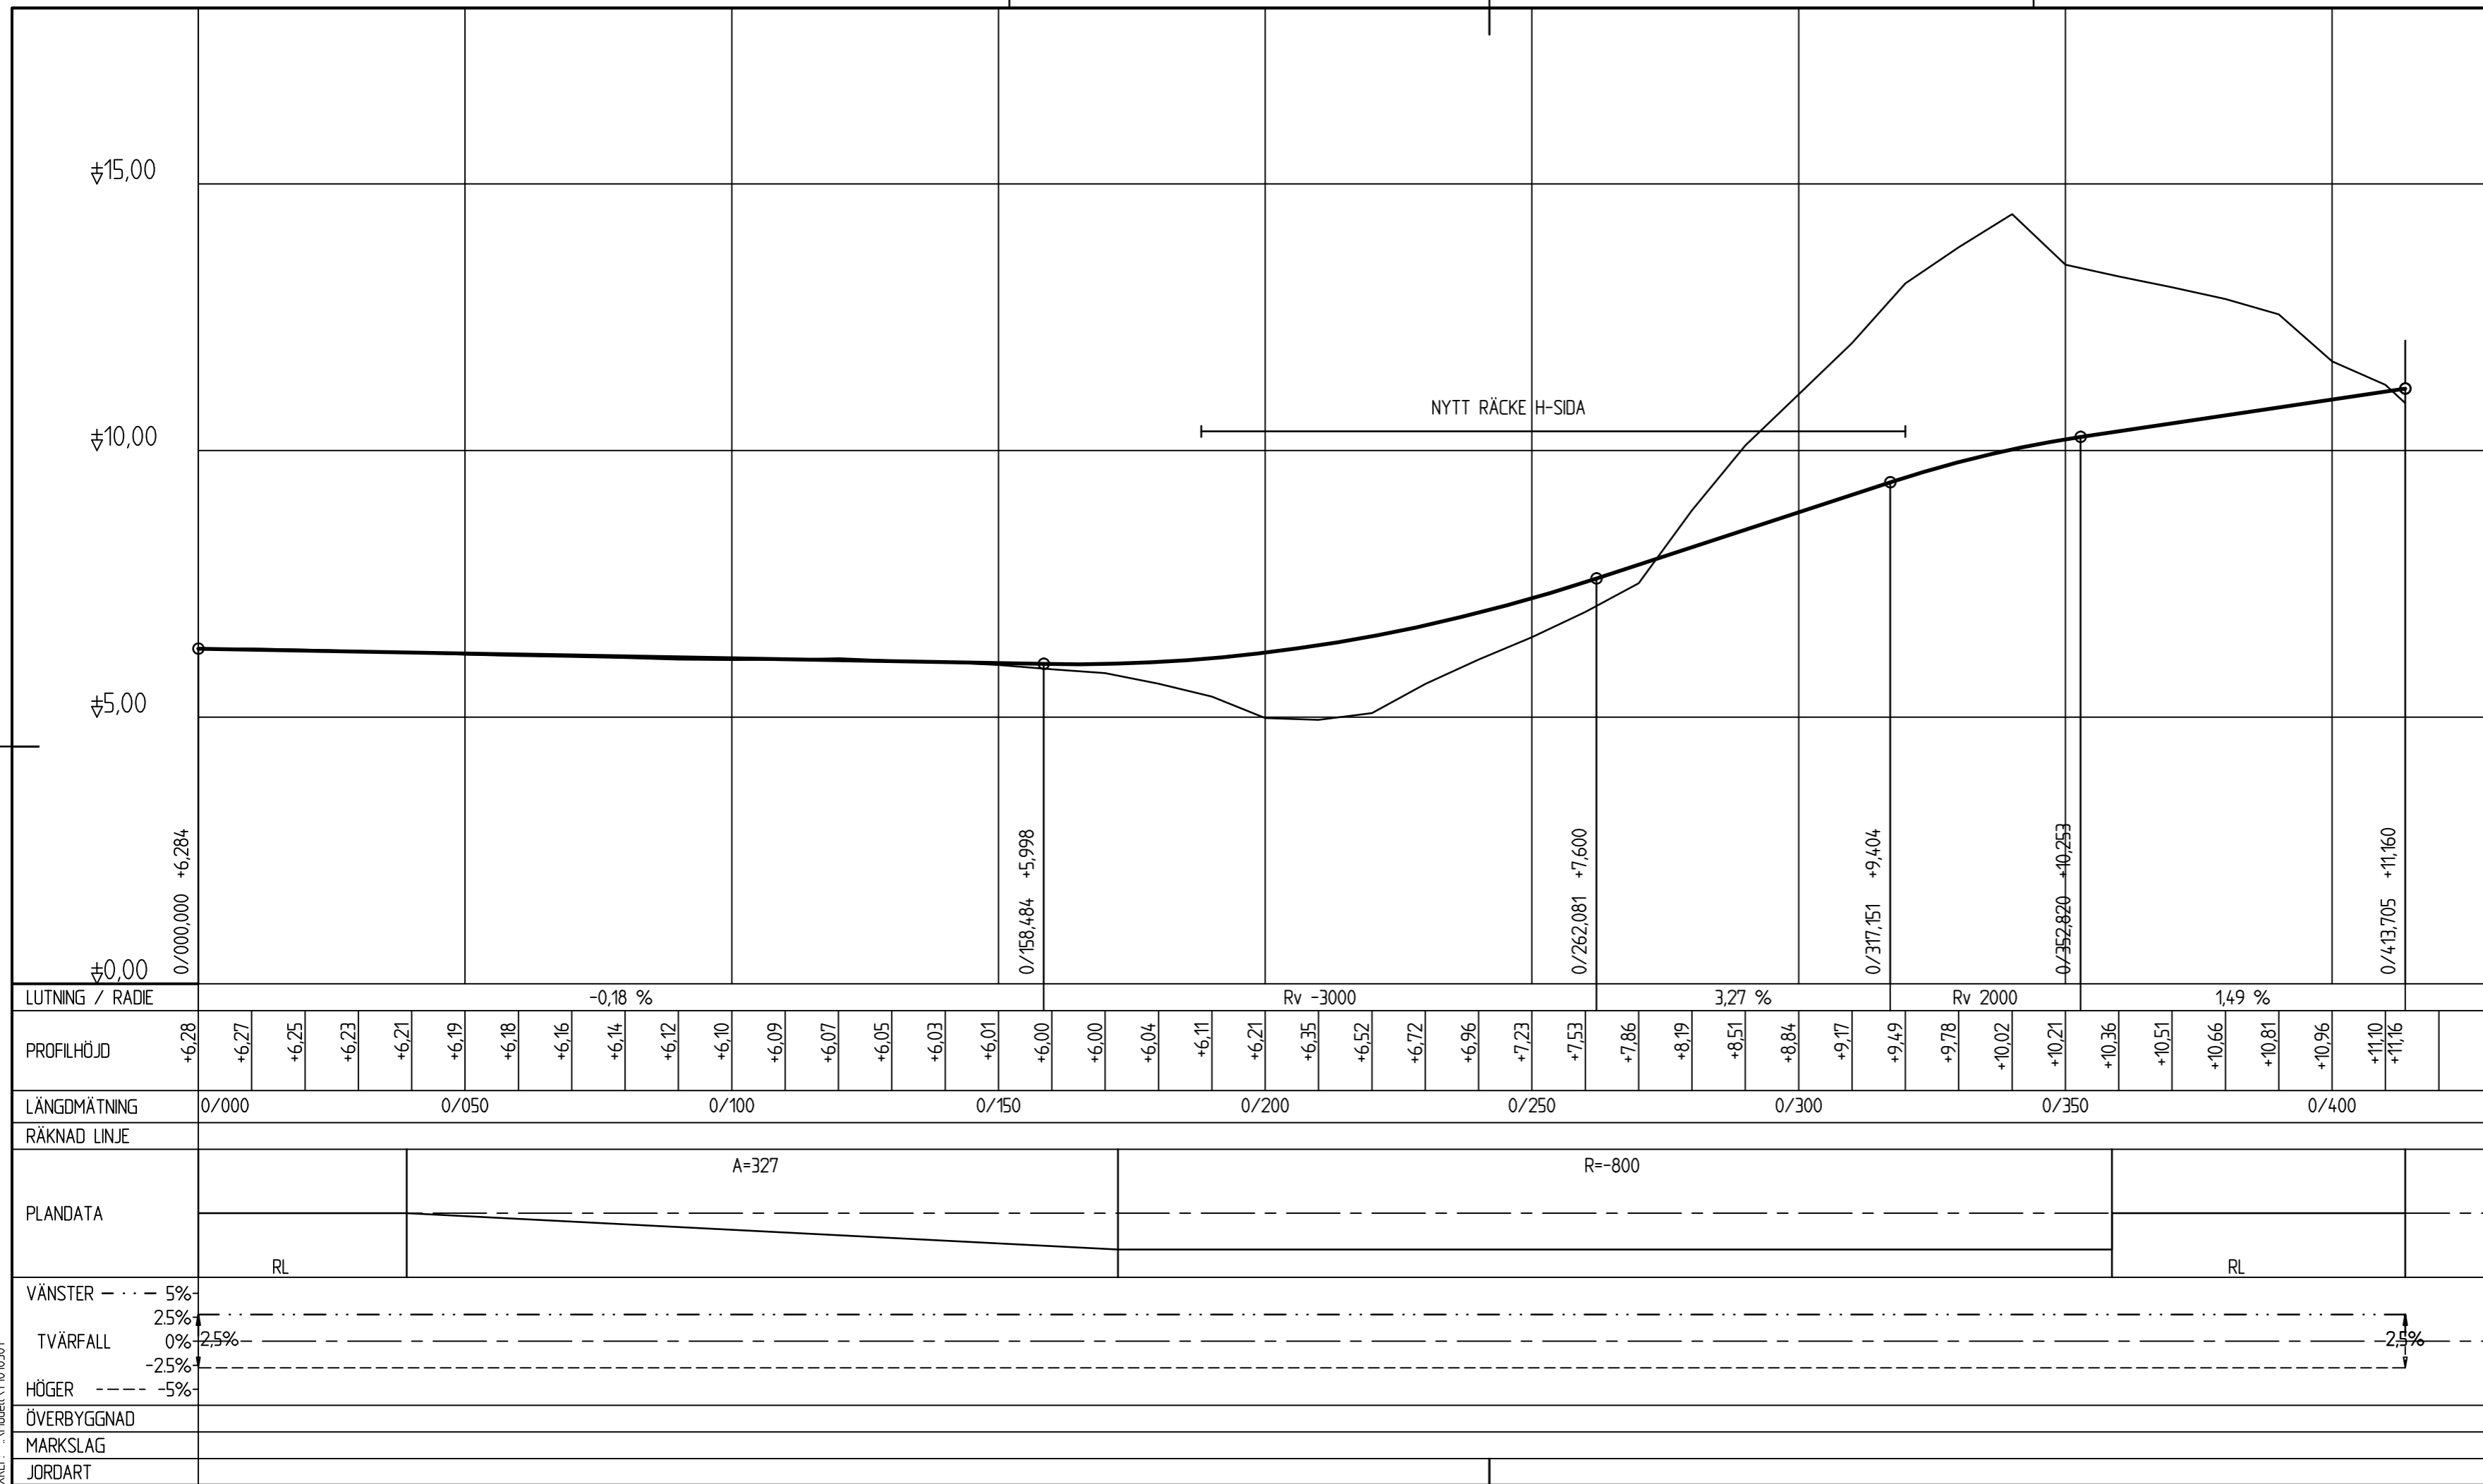 ±15,00
NYTT RÄCKE H-SIDA
±10,00
±5,00
±0,00
0/000,000 +6,284
0/158,484 +5,998
0/262,081 +7,600
0/317,151 +9,404
0/352,820 +10,253
0/413,705 +11,160
LUTNING / RADIE -0,18 % Rv -3000 3,27 % Rv 2000 1,49 %
PROFILHÖJD +6,28 +6,27 +6,25 +6,23 +6,21 +6,19 +6,18 +6,16 +6,14 +6,12 +6,10 +6,09 +6,07 +6,05 +6,03 +6,01 +6,00 +6,00 +6,04 +6,11 +6,21 +6,35 +6,52 +6,72 +6,96 +7,23 +7,53 +7,86 +8,19 +8,51 +8,84 +9,17 +9,49 +9,78 +10,02 +10,21 +10,36 +10,51 +10,66 +10,81 +10,96 +11,10 +11,16
LÄNGDMÄTNING 0/000 0/050 0/100 0/150 0/200 0/250 0/300 0/350 0/400
RÄKNAD LINJE
A=327 R=-800
PLANDATA
RL RL
VÄNSTER 5%
2.5%
TVÄRFALL 0% 2,5% 2,5%
-2.5%
HÖGER -5%
ÖVERBYGGNAD
MARKSLAG
JORDART